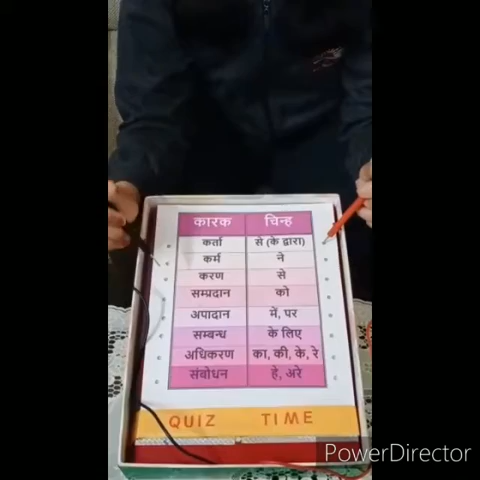 कारक चिन्ह
कर्ता से (के द्वारा)
कर्म ने
करण से
सम्प्रदान को
अपादान में, पर
सम्बन्ध के लिए
अधिकरण का, की, के, रे
संबोधन हे, अरे
QUIZ TIME
PowerDirector